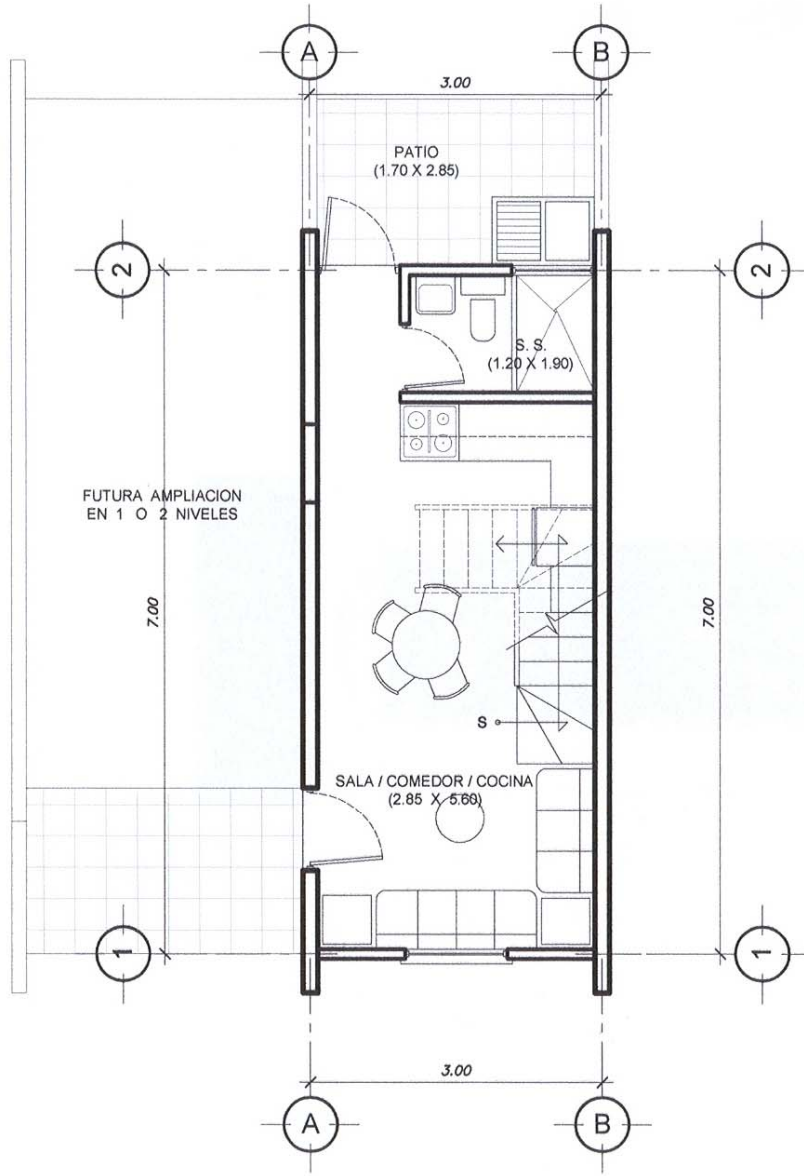 A
B
3.00
PATIO
(1.70 X 2.85)
2
2
S. S.
(1.20 X 1.90)
FUTURA AMPLIACION
EN 1 O 2 NIVELES
7.00
7.00
S
SALA / COMEDOR / COCINA
(2.85 X 5.60)
1
1
3.00
A
B